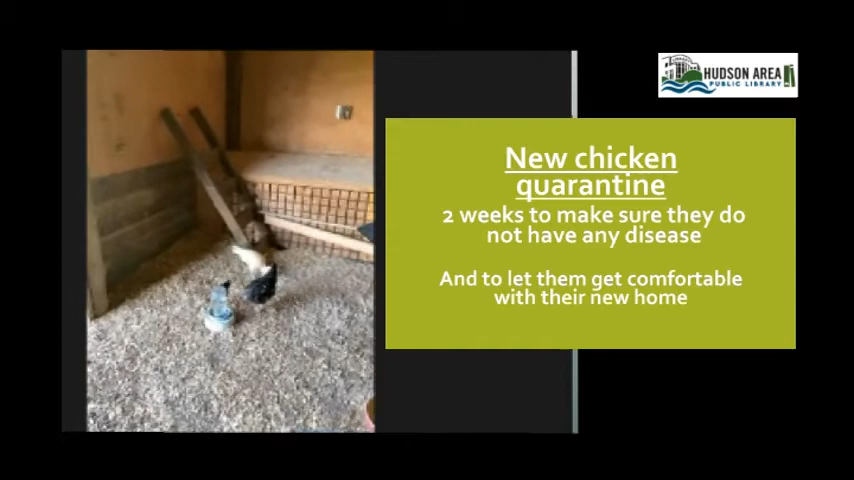 HUDSON AREA
PUBLIC LIBRARY
New chicken
quarantine
2 weeks to make sure they do
not have any disease
And to let them get comfortable
with their new home